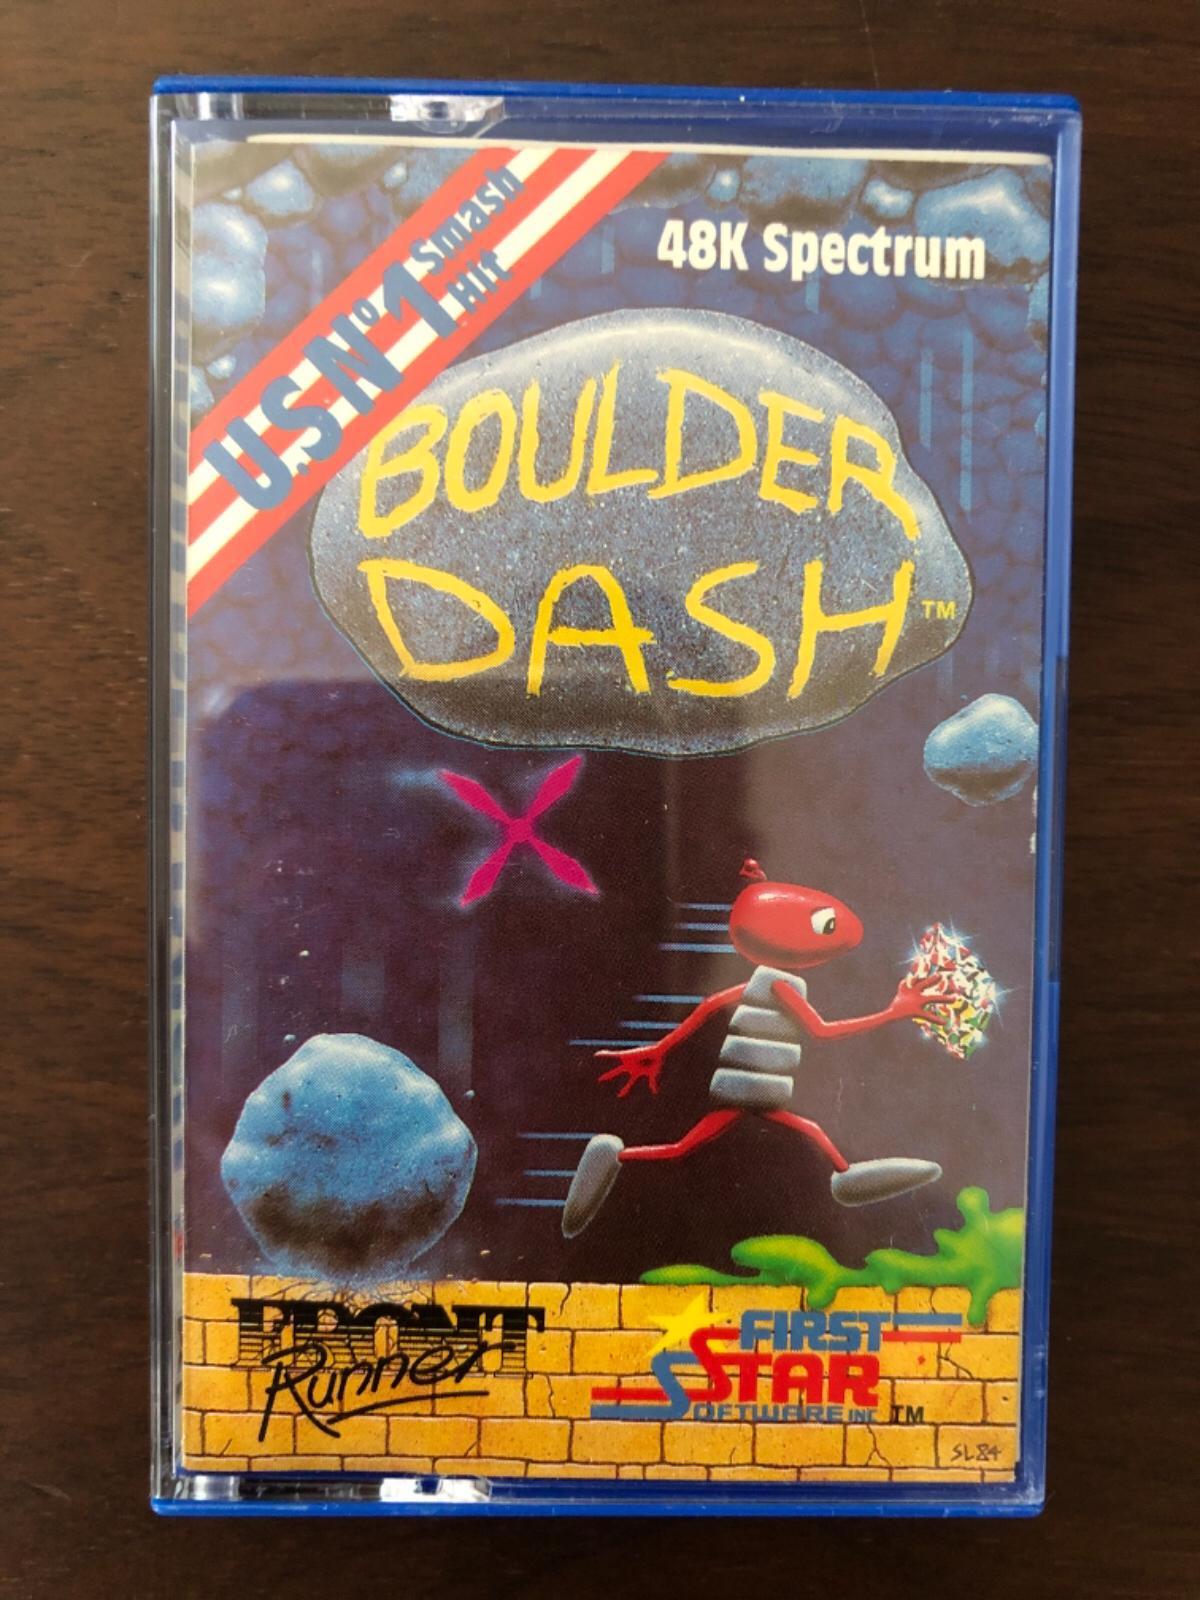 U.S. Nº1 Smash Hit
48K Spectrum
BOULDER
DASH™
FRONT
Runner
FIRST
STAR
SOFTWARE INC TM
SL84